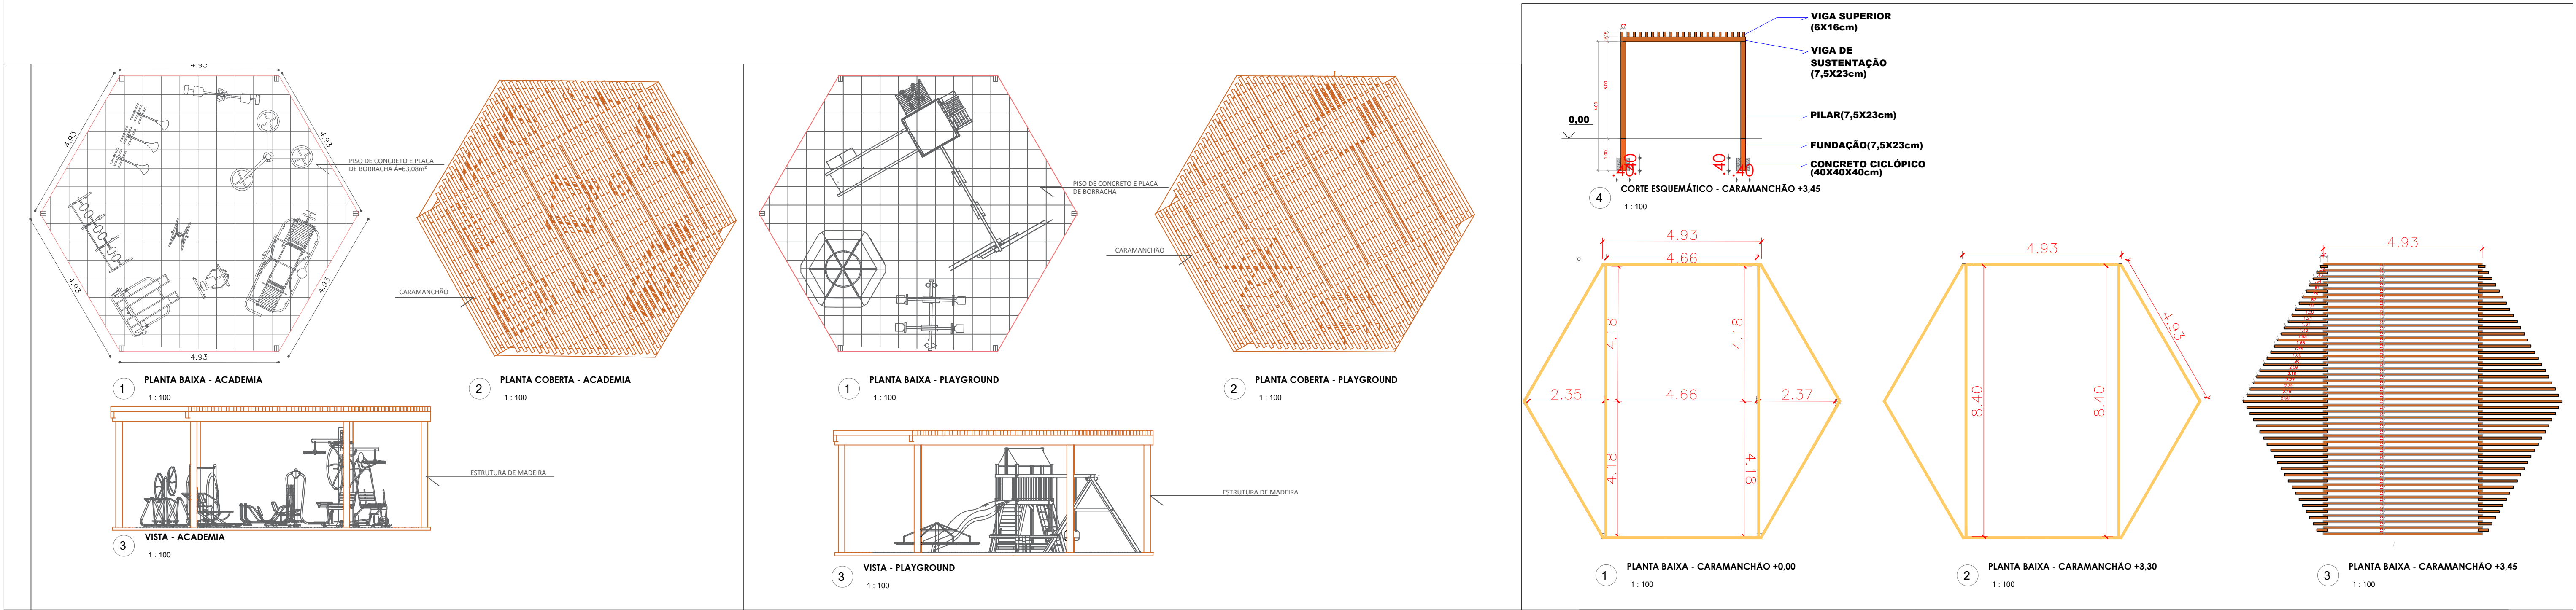 4.93
4.93
4.93
PISO DE CONCRETO E PLACA
DE BORRACHA A=63,08m²
4.93
4.93
4.93
CARAMANCHÃO
1 PLANTA BAIXA - ACADEMIA
1 : 100
2 PLANTA COBERTA - ACADEMIA
1 : 100
ESTRUTURA DE MADEIRA
3 VISTA - ACADEMIA
1 : 100
PISO DE CONCRETO E PLACA
DE BORRACHA
CARAMANCHÃO
1 PLANTA BAIXA - PLAYGROUND
1 : 100
2 PLANTA COBERTA - PLAYGROUND
1 : 100
ESTRUTURA DE MADEIRA
3 VISTA - PLAYGROUND
1 : 100
VIGA SUPERIOR
(6X16cm)
VIGA DE
SUSTENTAÇÃO
(7,5X23cm)
3.00
4.00
0,00
PILAR(7,5X23cm)
FUNDAÇÃO(7,5X23cm)
1.00
CONCRETO CICLÓPICO
(40X40X40cm)
.40
.40
.40
.40
4 CORTE ESQUEMÁTICO - CARAMANCHÃO +3,45
1 : 100
4.93
4.66
4.18
4.18
2.35
4.66
2.37
4.18
4.18
1 PLANTA BAIXA - CARAMANCHÃO +0,00
1 : 100
4.93
4.93
8.40
8.40
2 PLANTA BAIXA - CARAMANCHÃO +3,30
1 : 100
4.93
3 PLANTA BAIXA - CARAMANCHÃO +3,45
1 : 100